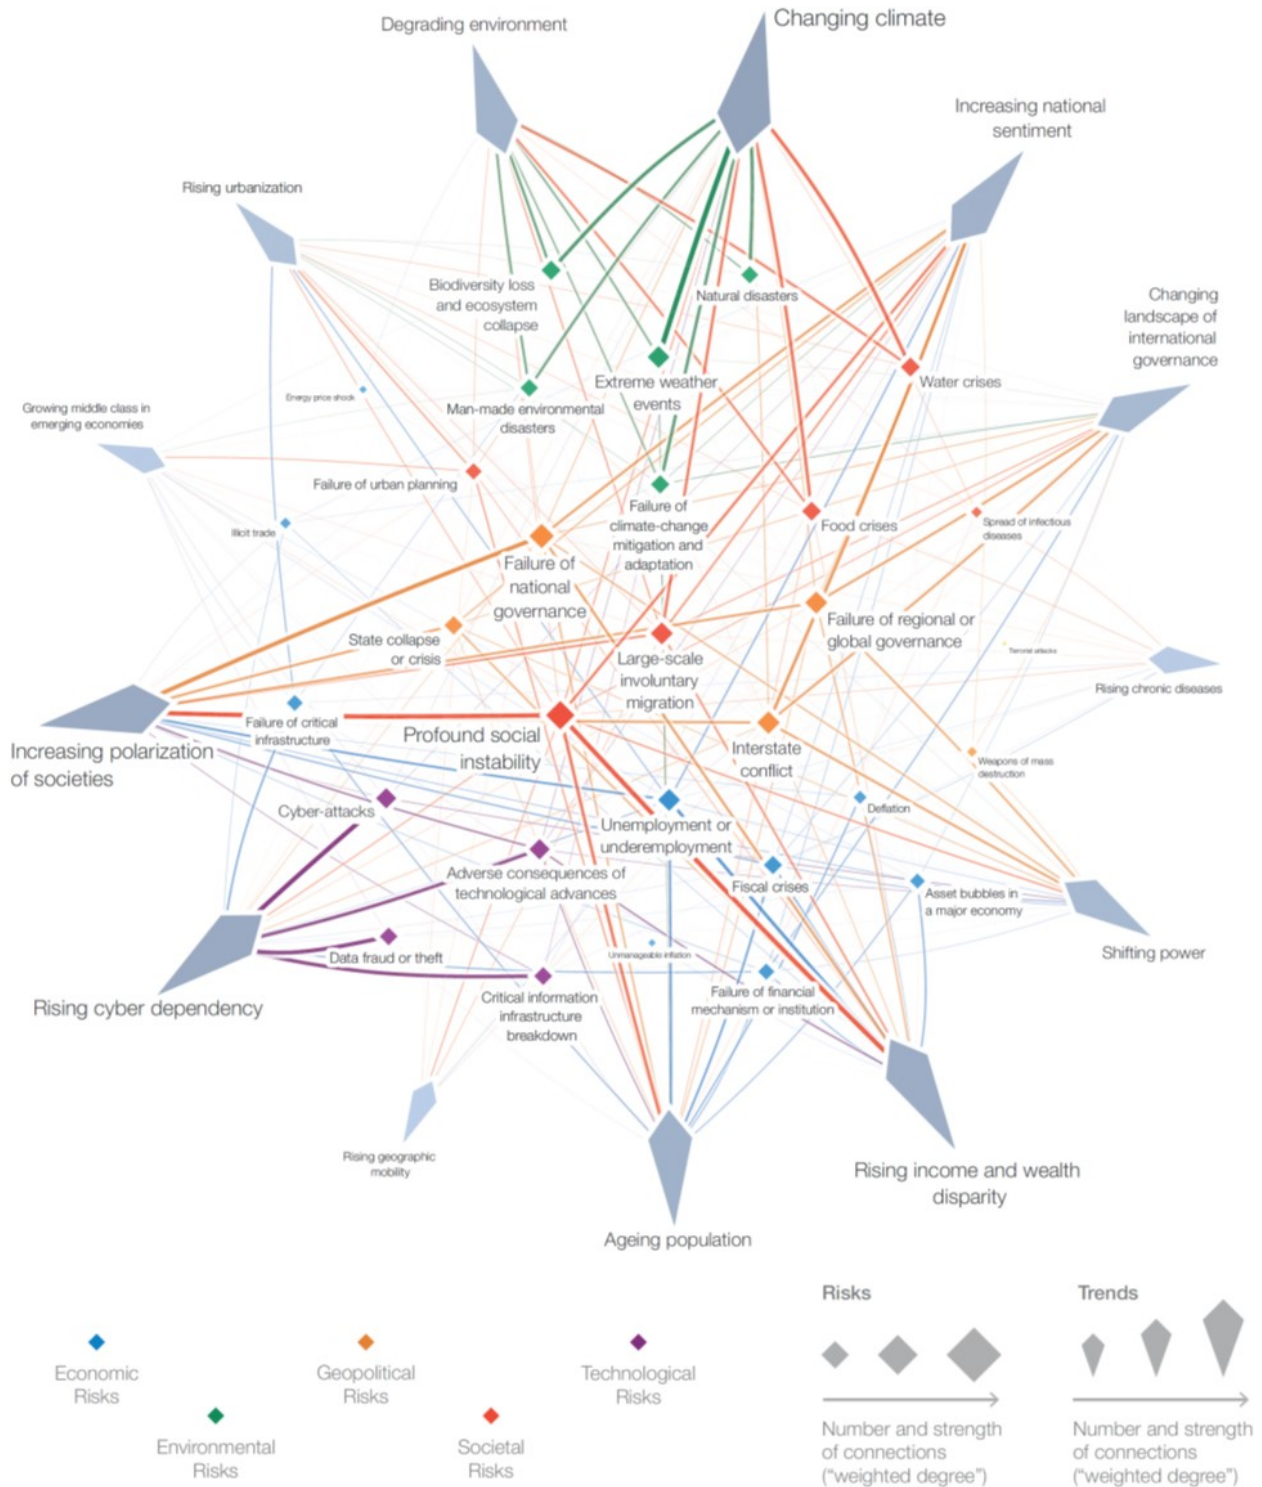 Degrading environment
Changing climate
Increasing national
sentiment
Rising urbanization
Biodiversity loss
and ecosystem
collapse
Natural disasters
Changing
landscape of
international
governance
Extreme weather
events
Water crises
Energy price shock
Man-made environmental
disasters
Growing middle class in
emerging economies
Failure of urban planning
Failure of
climate-change
mitigation and
adaptation
Food crises
Spread of infectious
diseases
Illicit trade
Failure of
national
governance
Failure of regional or
global governance
State collapse
or crisis
Terrorist attacks
Large-scale
involuntary
migration
Rising chronic diseases
Failure of critical
infrastructure
Increasing polarization
of societies
Profound social
instability
Interstate
conflict
Weapons of mass
destruction
Cyber-attacks
Deflation
Unemployment or
underemployment
Adverse consequences of
technological advances
Fiscal crises
Asset bubbles in
a major economy
Data fraud or theft
Unmanageable inflation
Shifting power
Rising cyber dependency
Critical information
infrastructure
breakdown
Failure of financial
mechanism or institution
Rising geographic
mobility
Rising income and wealth
disparity
Ageing population
Risks
Trends
Economic
Risks
Geopolitical
Risks
Technological
Risks
Environmental
Risks
Societal
Risks
Number and strength
of connections
("weighted degree")
Number and strength
of connections
("weighted degree")